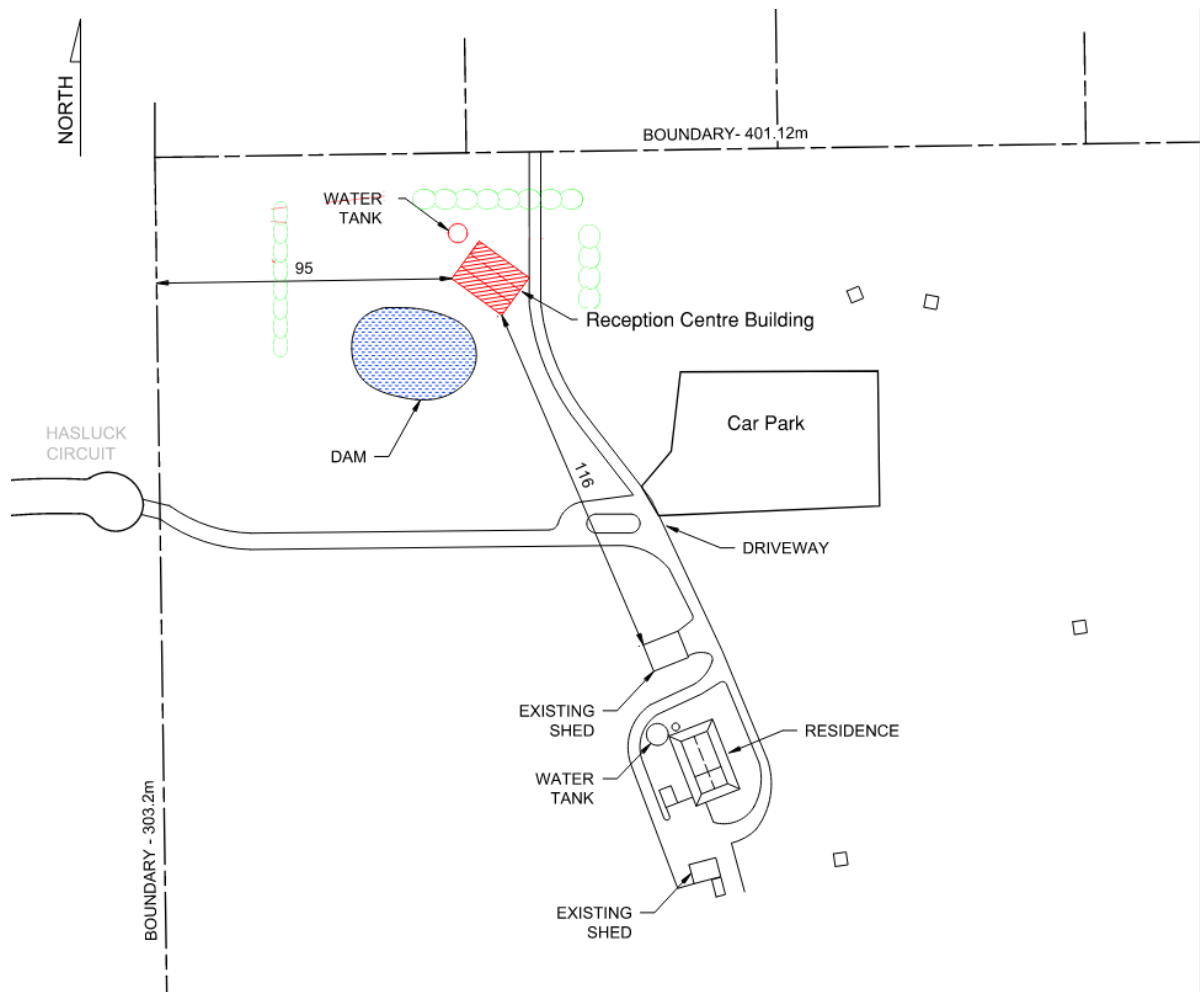 NORTH
BOUNDARY- 401.12m
WATER
TANK
95
Reception Centre Building
Car Park
HASLUCK
CIRCUIT
DAM
116
DRIVEWAY
EXISTING
SHED
RESIDENCE
WATER
TANK
BOUNDARY - 303.2m
EXISTING
SHED